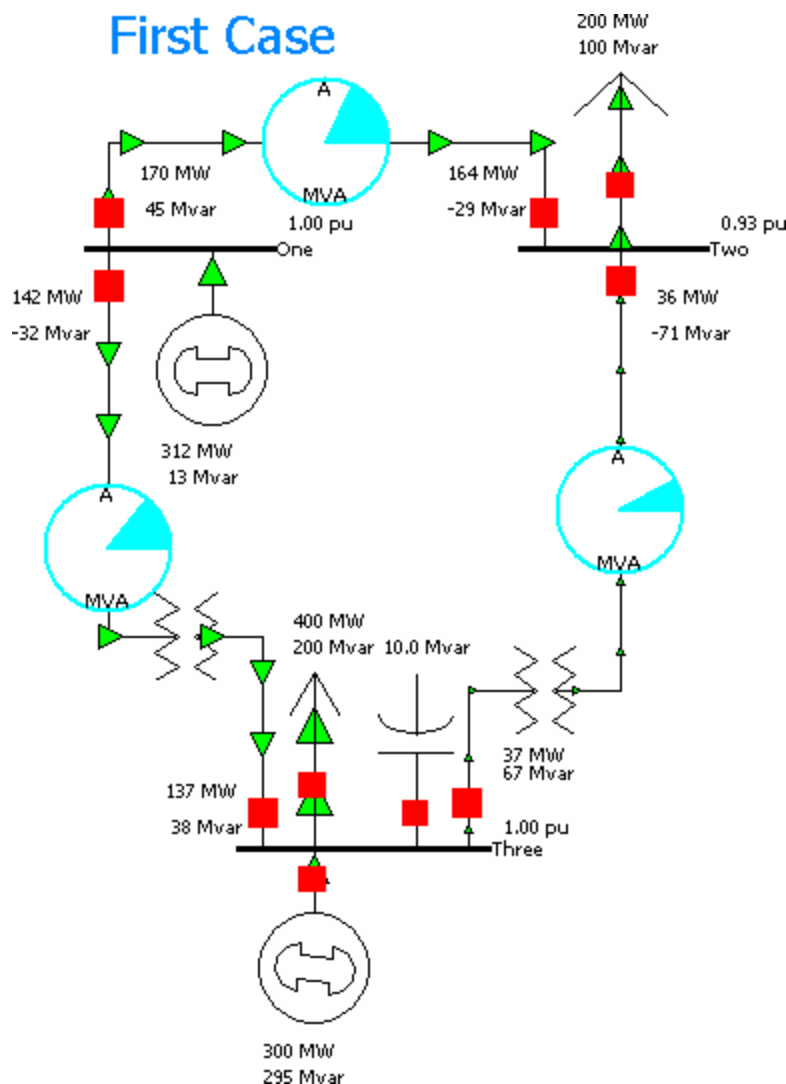 First Case
200 MW
100 Mvar
A
170 MW
MVA
45 Mvar
1.00 pu
164 MW
-29 Mvar
0.93 pu
One
Two
142 MW
-32 Mvar
36 MW
-71 Mvar
312 MW
13 Mvar
A
MVA
A
MVA
400 MW
200 Mvar
10.0 Mvar
37 MW
67 Mvar
137 MW
38 Mvar
1.00 pu
Three
300 MW
295 Mvar